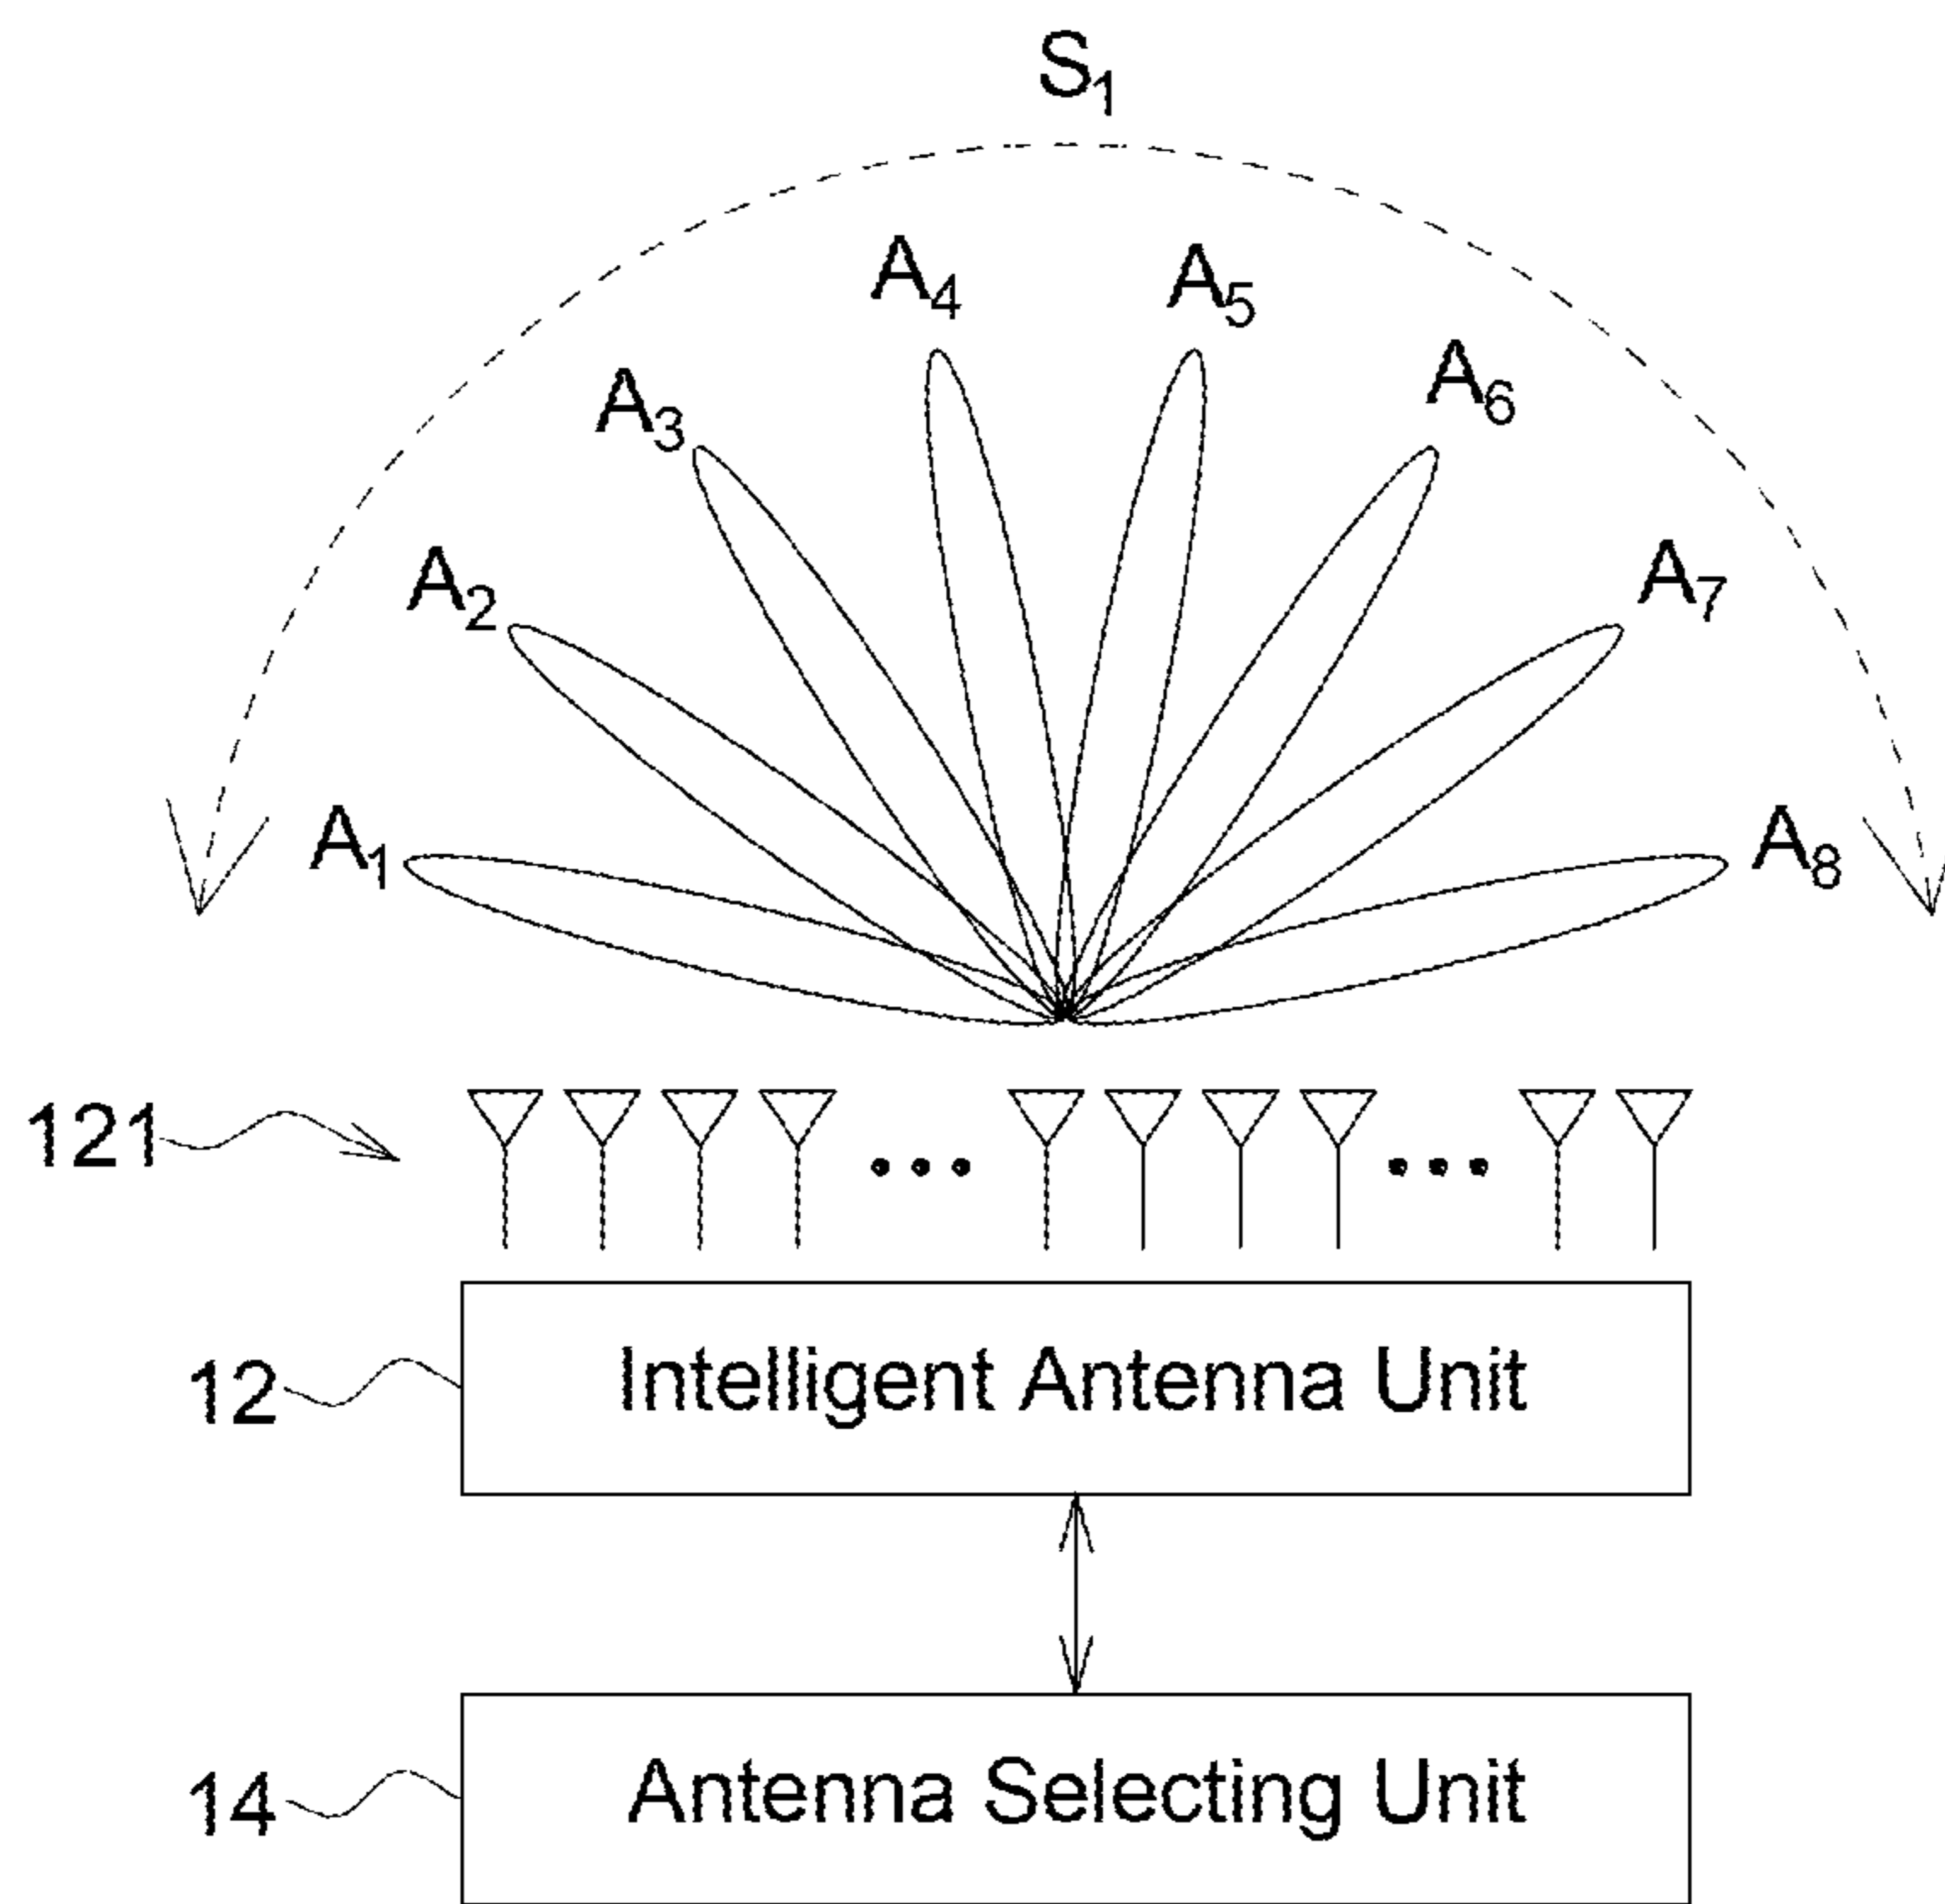 S₁
A₄
A₅
A₃
A₆
A₂
A₇
A₁
A₈
121
12 Intelligent Antenna Unit
14 Antenna Selecting Unit